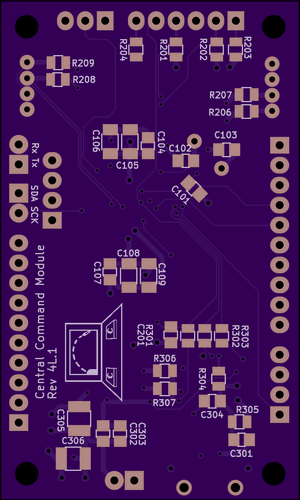 R204
R201
R202
R203
R209
R208
R207
R206
C106
C105
C104
C103
C102
C101
Rx Tx
SDA SCK
C107
C108
C109
Central Command Module
Rev 4L.1
C201
R301
R302
R303
R306
R307
R304
C304
C305
C306
C302
C303
R305
C301